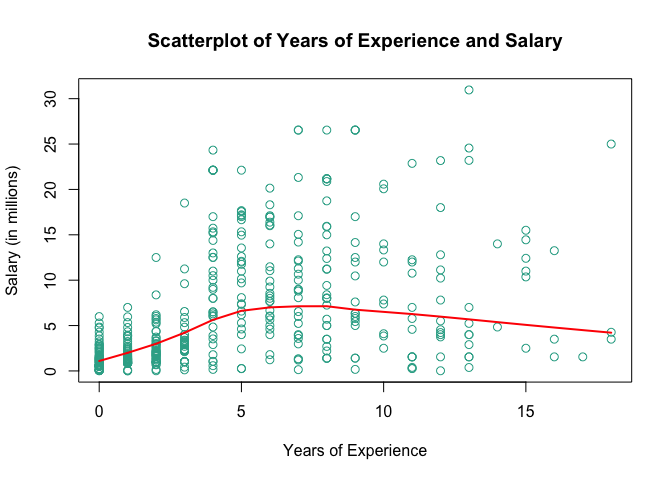 Scatterplot of Years of Experience and Salary
Salary (in millions)
30
25
20
15
10
5
0
0 5 10 15
Years of Experience